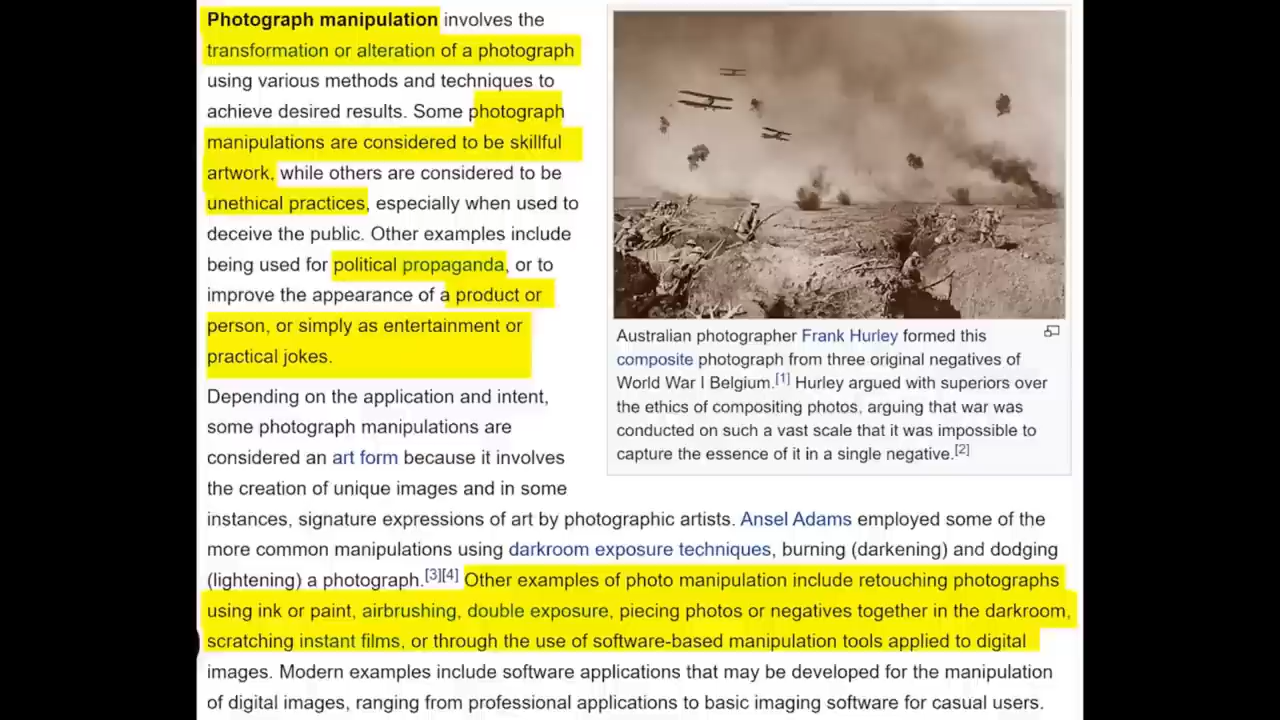 Photograph manipulation involves the
transformation or alteration of a photograph
using various methods and techniques to
achieve desired results. Some photograph
manipulations are considered to be skillful
artwork, while others are considered to be
unethical practices, especially when used to
deceive the public. Other examples include
being used for political propaganda, or to
improve the appearance of a product or
person, or simply as entertainment or
practical jokes.
Depending on the application and intent,
some photograph manipulations are
considered an art form because it involves
the creation of unique images and in some
instances, signature expressions of art by photographic artists. Ansel Adams employed some of the
more common manipulations using darkroom exposure techniques, burning (darkening) and dodging
(lightening) a photograph.[3][4] Other examples of photo manipulation include retouching photographs
using ink or paint, airbrushing, double exposure, piecing photos or negatives together in the darkroom,
scratching instant films, or through the use of software-based manipulation tools applied to digital
images. Modern examples include software applications that may be developed for the manipulation
of digital images, ranging from professional applications to basic imaging software for casual users.
Australian photographer Frank Hurley formed this
composite photograph from three original negatives of
World War I Belgium.[1] Hurley argued with superiors over
the ethics of compositing photos, arguing that war was
conducted on such a vast scale that it was impossible to
capture the essence of it in a single negative.[2]